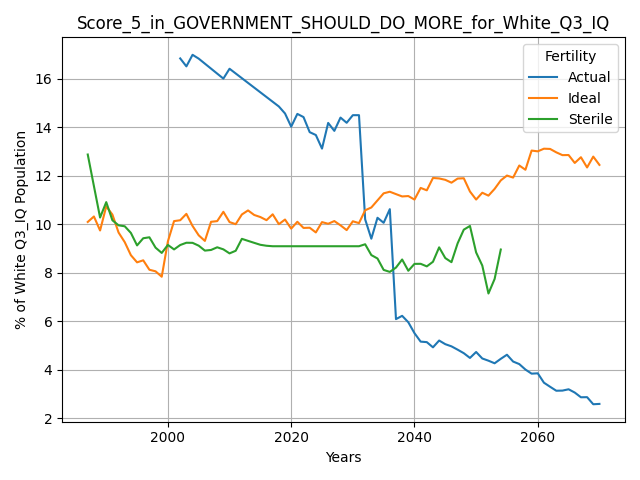 Score_5_in_GOVERNMENT_SHOULD_DO_MORE_for_White_Q3_IQ
Fertility
Actual
Ideal
Sterile
% of White Q3_IQ Population
16
14
12
10
8
6
4
2
2000 2020 2040 2060
Years